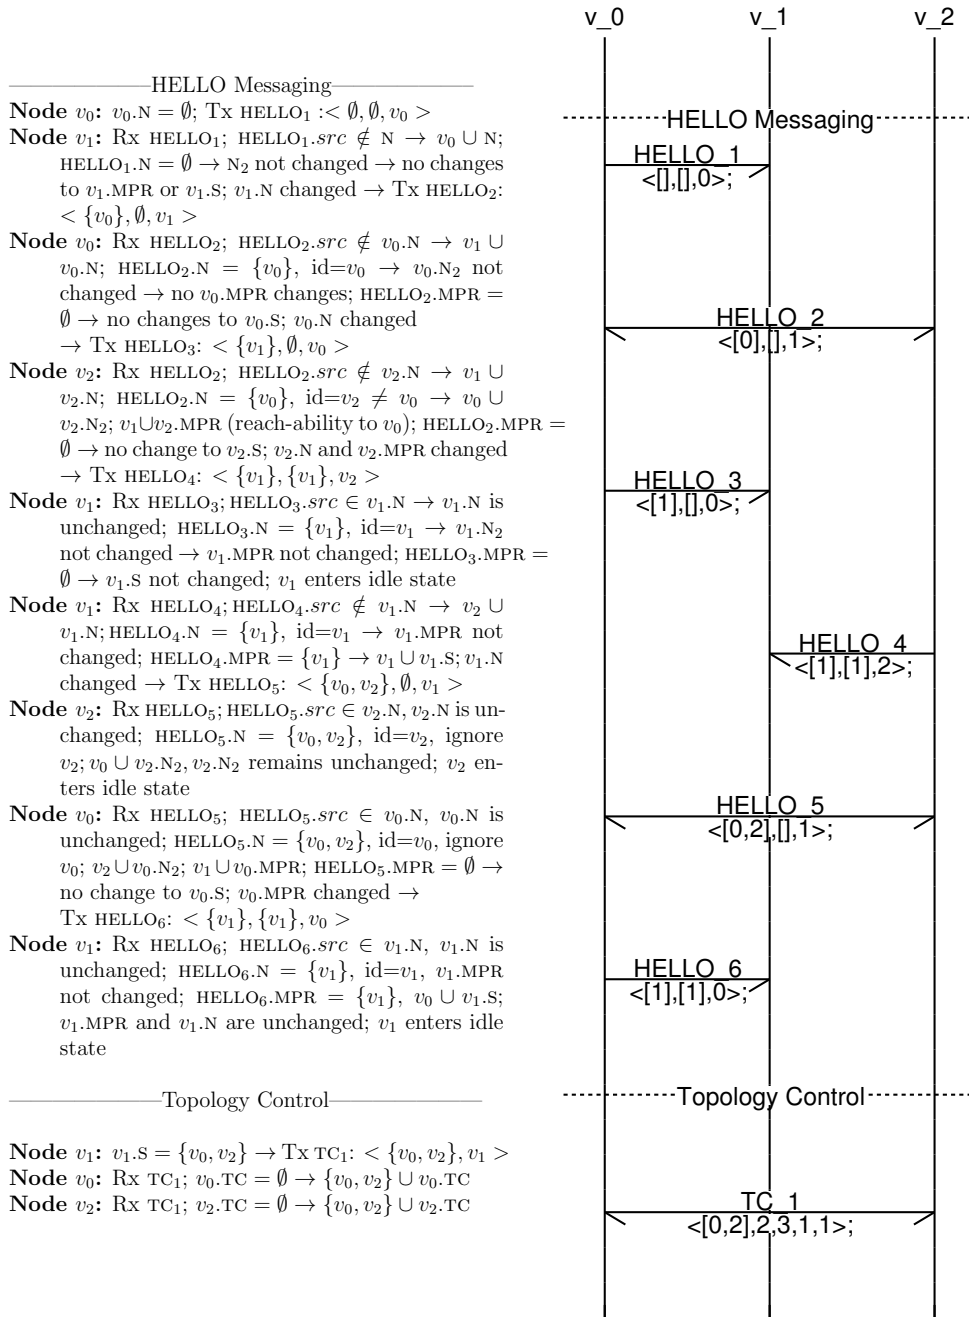 HELLO Messaging
Node v₀: v₀.N = ∅; Tx HELLO₁ :< ∅, ∅, v₀ >
Node v₁: Rx HELLO₁; HELLO₁.src ∉ N → v₀ ∪ N;
HELLO₁.N = ∅ → N₂ not changed → no changes
to v₁.MPR or v₁.S; v₁.N changed → Tx HELLO₂:
< {v₀}, ∅, v₁ >
Node v₀: Rx HELLO₂; HELLO₂.src ∉ v₀.N → v₁ ∪
v₀.N; HELLO₂.N = {v₀}, id=v₀ → v₀.N₂ not
changed → no v₀.MPR changes; HELLO₂.MPR =
∅ → no changes to v₀.S; v₀.N changed
→ Tx HELLO₃: < {v₁}, ∅, v₀ >
Node v₂: Rx HELLO₂; HELLO₂.src ∉ v₂.N → v₁ ∪
v₂.N; HELLO₂.N = {v₀}, id=v₂ ≠ v₀ → v₀ ∪
v₂.N₂; v₁∪v₂.MPR (reach-ability to v₀); HELLO₂.MPR =
∅ → no change to v₂.S; v₂.N and v₂.MPR changed
→ Tx HELLO₄: < {v₁}, {v₁}, v₂ >
Node v₁: Rx HELLO₃; HELLO₃.src ∈ v₁.N → v₁.N is
unchanged; HELLO₃.N = {v₁}, id=v₁ → v₁.N₂
not changed → v₁.MPR not changed; HELLO₃.MPR =
∅ → v₁.S not changed; v₁ enters idle state
Node v₁: Rx HELLO₄; HELLO₄.src ∉ v₁.N → v₂ ∪
v₁.N; HELLO₄.N = {v₁}, id=v₁ → v₁.MPR not
changed; HELLO₄.MPR = {v₁} → v₁ ∪ v₁.S; v₁.N
changed → Tx HELLO₅: < {v₀, v₂}, ∅, v₁ >
Node v₂: Rx HELLO₅; HELLO₅.src ∈ v₂.N, v₂.N is un-
changed; HELLO₅.N = {v₀, v₂}, id=v₂, ignore
v₂; v₀ ∪ v₂.N₂, v₂.N₂ remains unchanged; v₂ en-
ters idle state
Node v₀: Rx HELLO₅; HELLO₅.src ∈ v₀.N, v₀.N is
unchanged; HELLO₅.N = {v₀, v₂}, id=v₀, ignore
v₀; v₂ ∪ v₀.N₂; v₁ ∪ v₀.MPR; HELLO₅.MPR = ∅ →
no change to v₀.S; v₀.MPR changed →
Tx HELLO₆: < {v₁}, {v₁}, v₀ >
Node v₁: Rx HELLO₆; HELLO₆.src ∈ v₁.N, v₁.N is
unchanged; HELLO₆.N = {v₁}, id=v₁, v₁.MPR
not changed; HELLO₆.MPR = {v₁}, v₀ ∪ v₁.S;
v₁.MPR and v₁.N are unchanged; v₁ enters idle
state
Topology Control
Node v₁: v₁.S = {v₀, v₂} → Tx TC₁: < {v₀, v₂}, v₁ >
Node v₀: Rx TC₁; v₀.TC = ∅ → {v₀, v₂} ∪ v₀.TC
Node v₂: Rx TC₁; v₂.TC = ∅ → {v₀, v₂} ∪ v₂.TC
v_0 v_1 v_2
HELLO Messaging
HELLO_1
<[],[],0>;
HELLO_2
<[0],[],1>;
HELLO_3
<[1],[],0>;
HELLO_4
<[1],[1],2>;
HELLO_5
<[0,2],[],1>;
HELLO_6
<[1],[1],0>;
Topology Control
TC_1
<[0,2],2,3,1,1>;